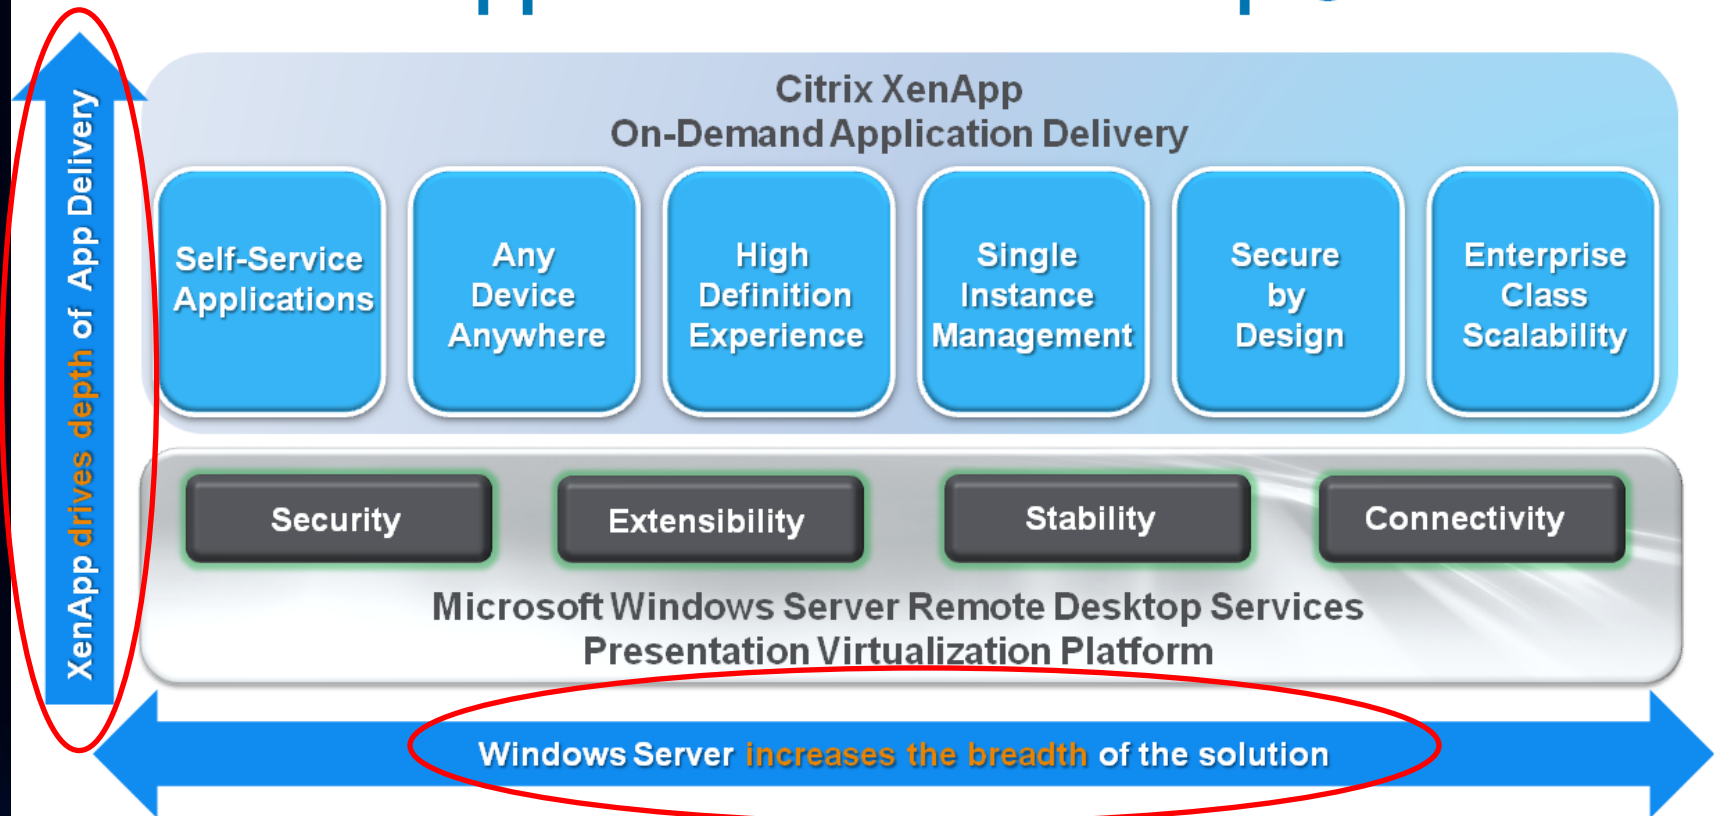 Citrix XenApp
On-Demand Application Delivery
Self-Service
Applications
Any
Device
Anywhere
High
Definition
Experience
Single
Instance
Management
Secure
by
Design
Enterprise
Class
Scalability
XenApp drives depth of App Delivery
Security
Extensibility
Stability
Connectivity
Microsoft Windows Server Remote Desktop Services
Presentation Virtualization Platform
Windows Server increases the breadth of the solution